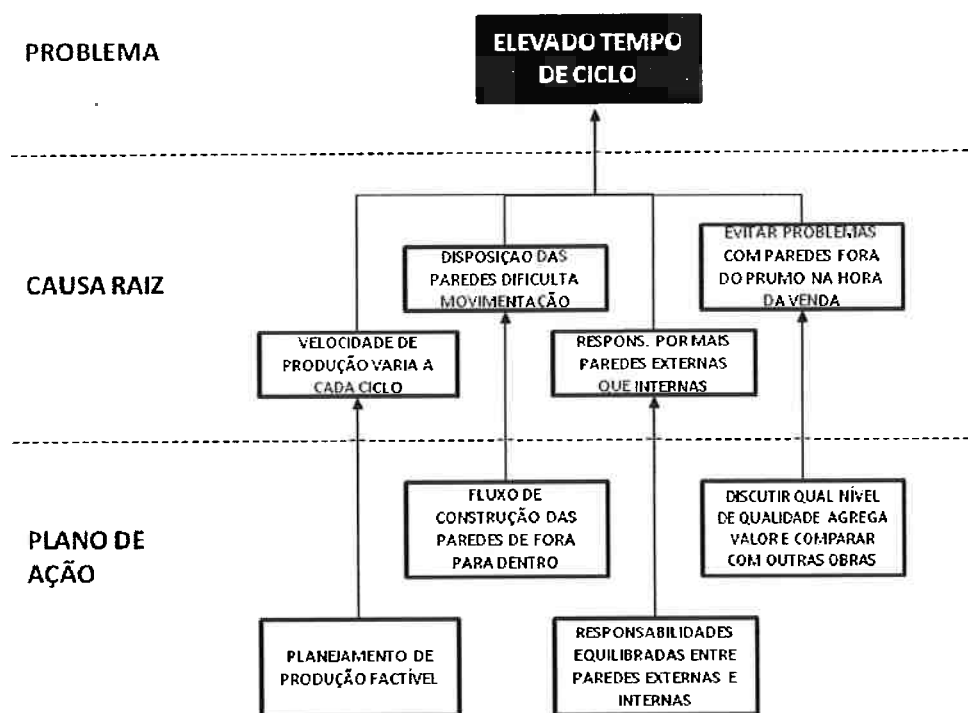 PROBLEMA
ELEVADO TEMPO
DE CICLO
CAUSA RAIZ
VELOCIDADE DE
PRODUÇÃO VARIA A
CADA CICLO
DISPOSIÇÃO DAS
PAREDES DIFICULTA
MOVIMENTAÇÃO
RESPONS. POR MAIS
PAREDES EXTERNAS
QUE INTERNAS
EVITAR PROBLEMAS
COM PAREDES FORA
DO PRUMO NA HORA
DA VENDA
PLANO DE
AÇÃO
PLANEJAMENTO DE
PRODUÇÃO FACTÍVEL
FLUXO DE
CONSTRUÇÃO DAS
PAREDES DE FORA
PARA DENTRO
RESPONSABILIDADES
EQUILIBRADAS ENTRE
PAREDES EXTERNAS E
INTERNAS
DISCUTIR QUAL NÍVEL
DE QUALIDADE AGREGA
VALOR E COMPARAR
COM OUTRAS OBRAS